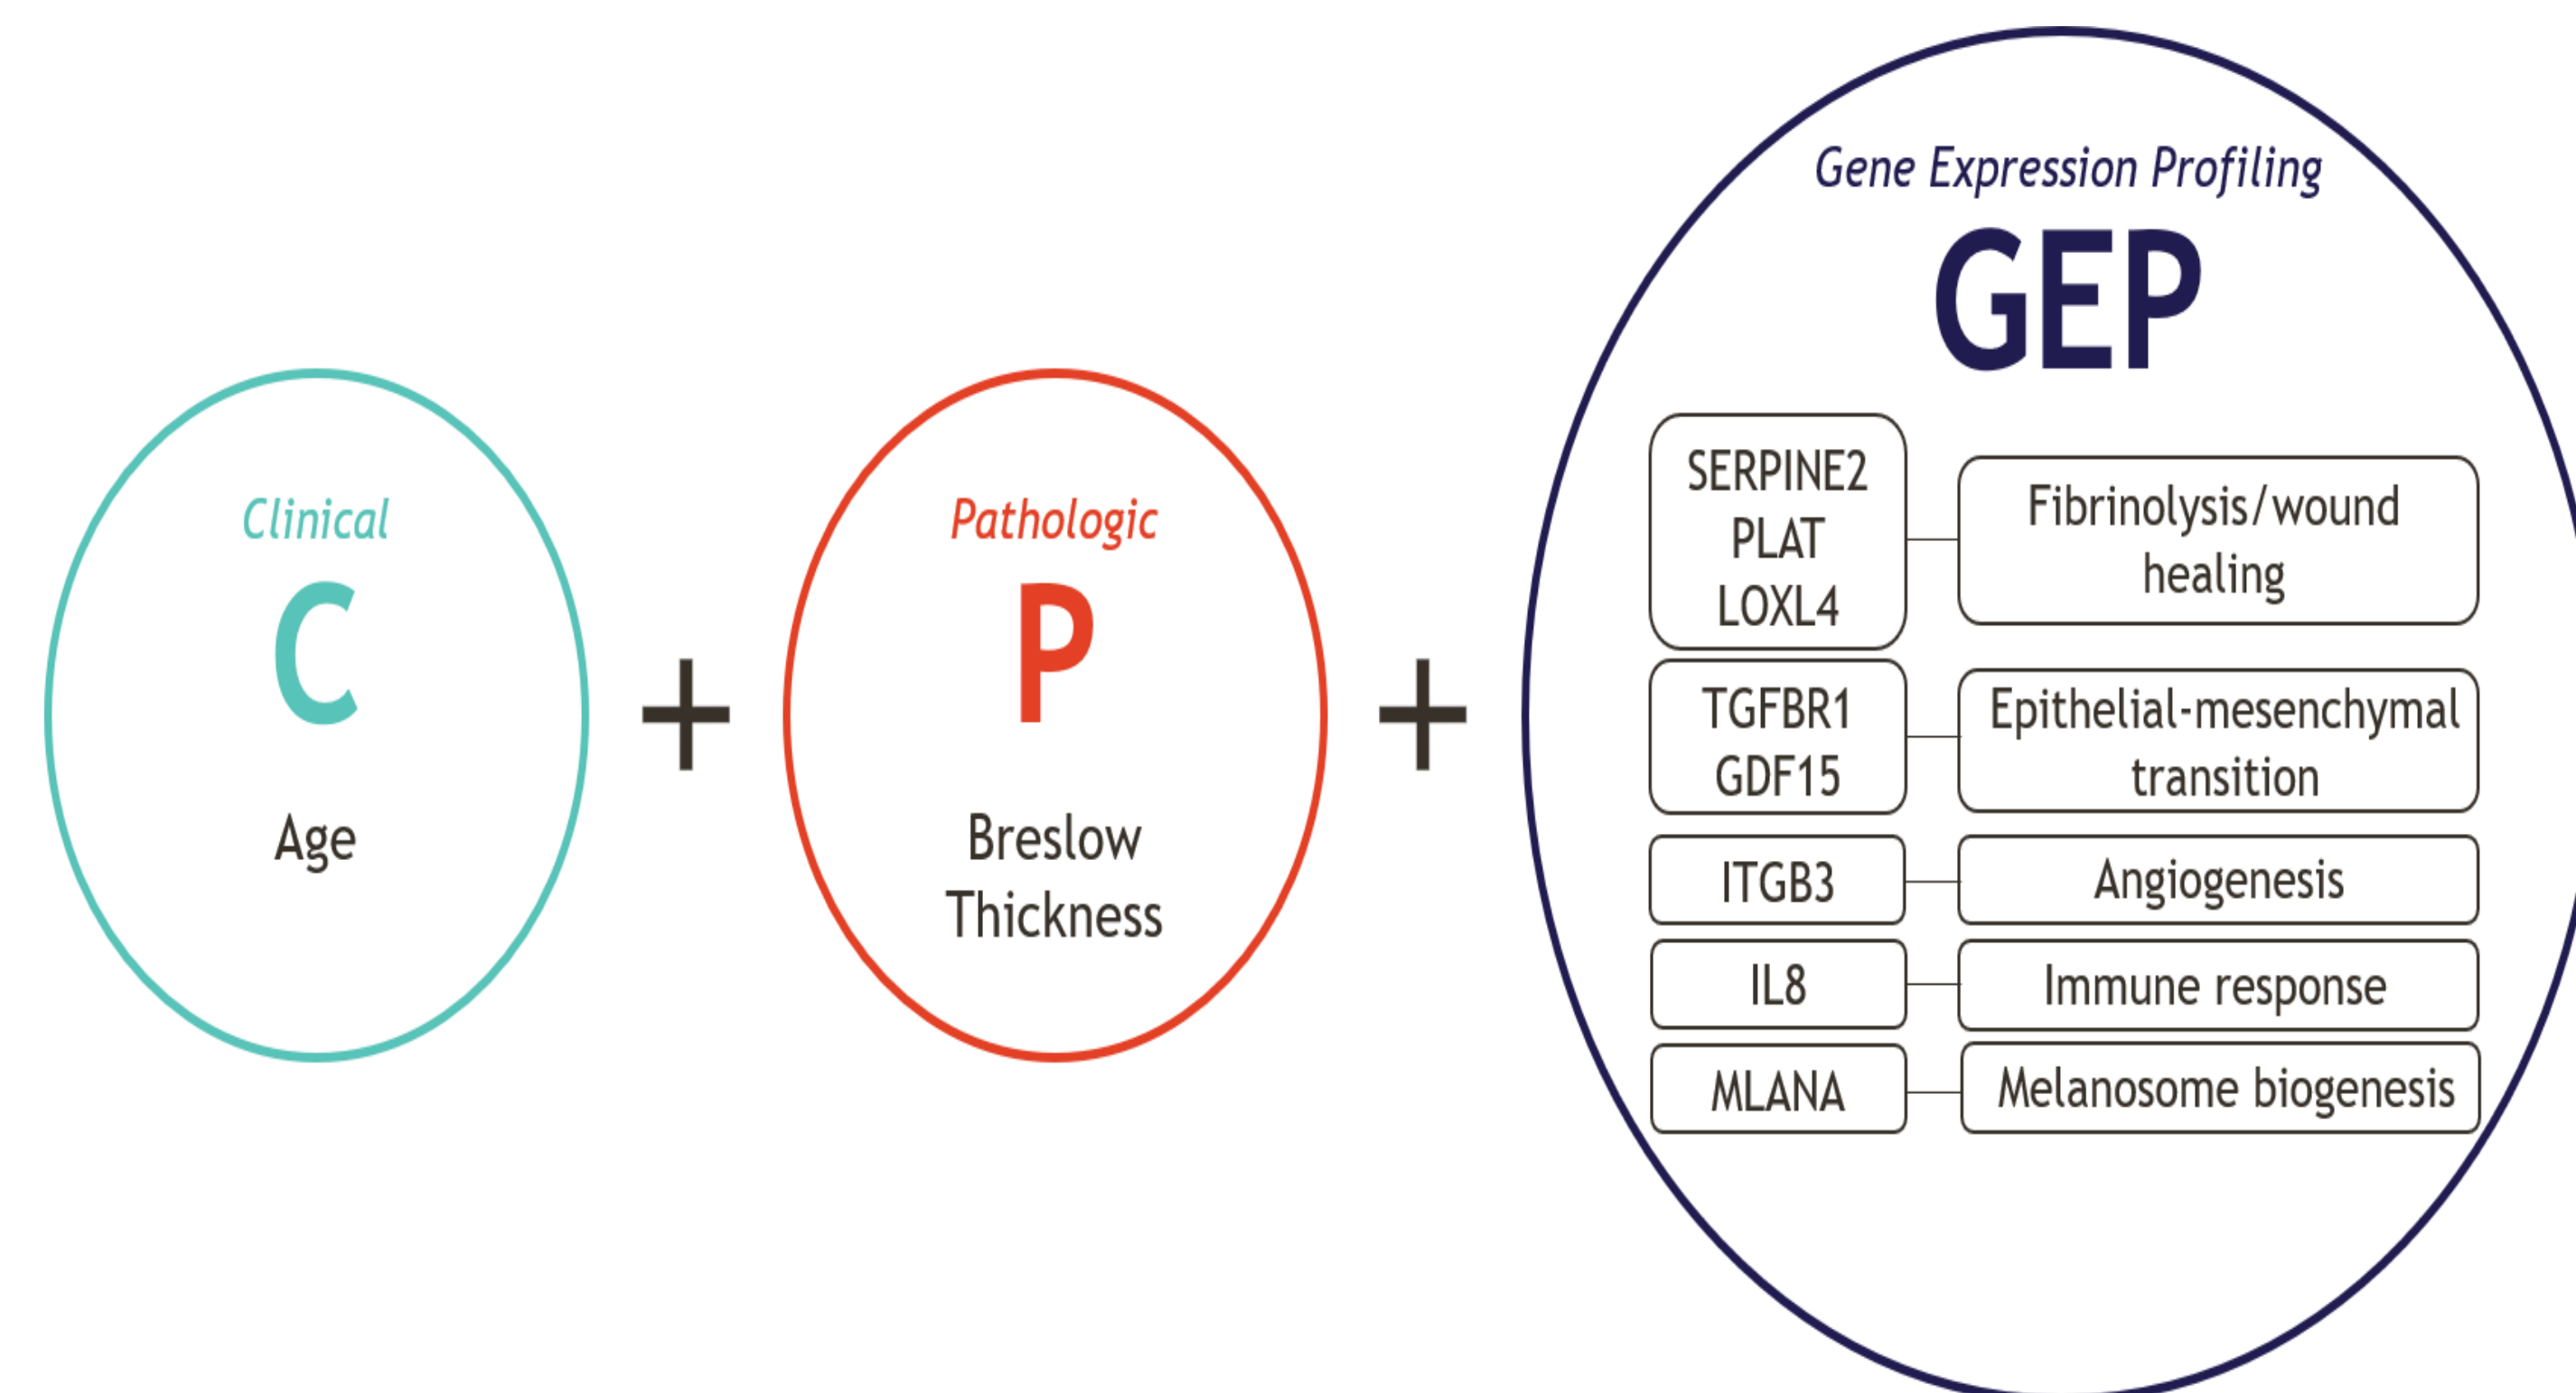 Clinical
C
Age
+
Pathologic
P
Breslow
Thickness
+
Gene Expression Profiling
GEP
SERPINE2
PLAT
LOXL4
Fibrinolysis/wound
healing
TGFBR1
GDF15
Epithelial-mesenchymal
transition
ITGB3
Angiogenesis
IL8
Immune response
MLANA
Melanosome biogenesis